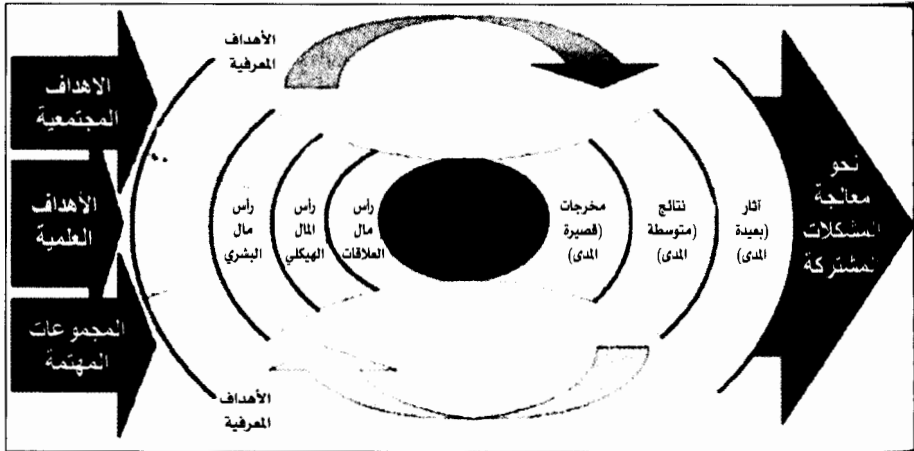 الأهداف
المعرفية
الاهداف
المجتمعية
الأهداف
العلمية
المجموعات
المهتمة
رأس
مال
البشري
رأس
المال
الهيكلي
رأس
مال
العلاقات
مخرجات
(قصيرة
المدى)
نتائج
(متوسطة
المدى)
آثار
(بعيدة
المدى)
نحو
معالجة
المشكلات
المشتركة
الأهداف
المعرفية